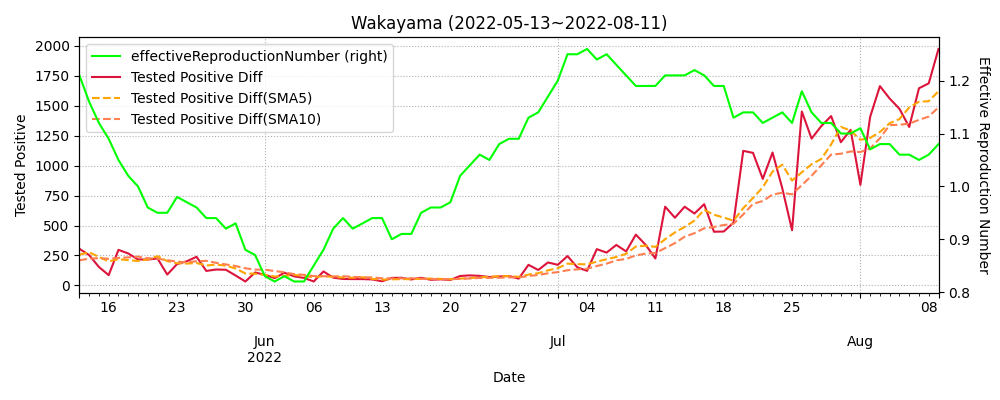 Wakayama (2022-05-13~2022-08-11)
effectiveReproductionNumber (right)
Tested Positive Diff
Tested Positive Diff(SMA5)
Tested Positive Diff(SMA10)
Tested Positive
2000
1750
1500
1250
1000
750
500
250
0
Effective Reproduction Number
1.2
1.1
1.0
0.9
0.8
16 23 30 06 13 20 27 04 11 18 25 01 08
Jun Jul Aug
2022
Date